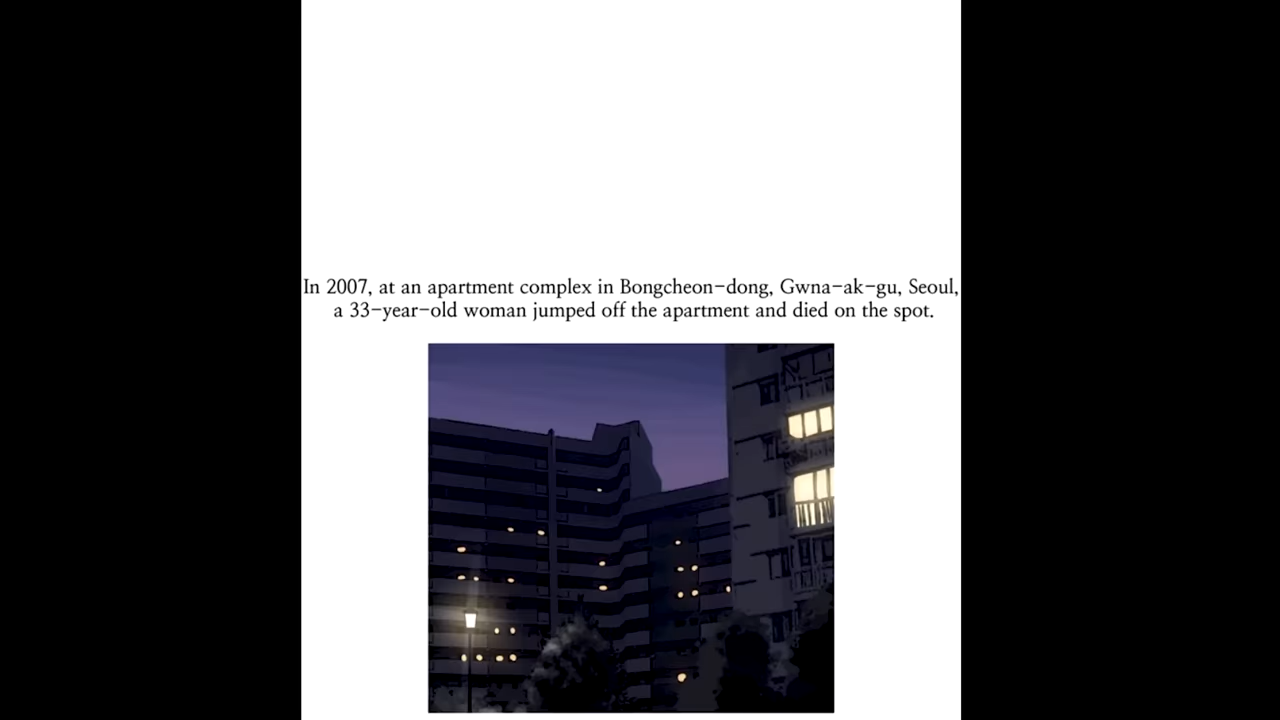 In 2007, at an apartment complex in Bongcheon-dong, Gwna-ak-gu, Seoul,
a 33-year-old woman jumped off the apartment and died on the spot.